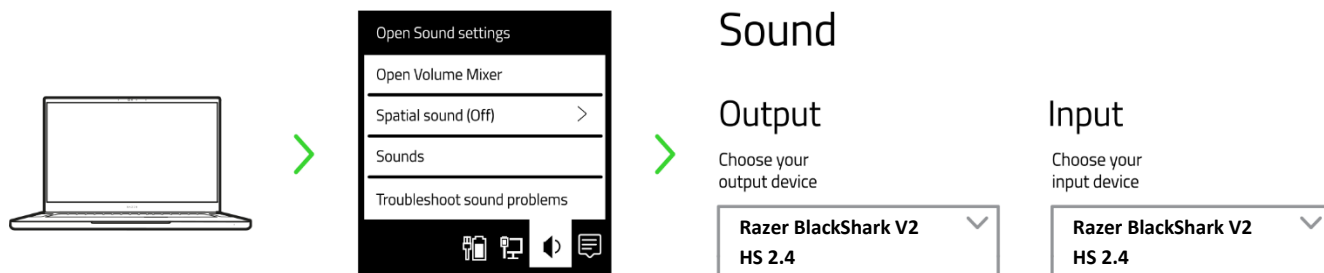 Open Sound settings
Open Volume Mixer
Spatial sound (Off)
Sounds
Troubleshoot sound problems
Sound
Output
Choose your
output device
Razer BlackShark V2
HS 2.4
Input
Choose your
input device
Razer BlackShark V2
HS 2.4